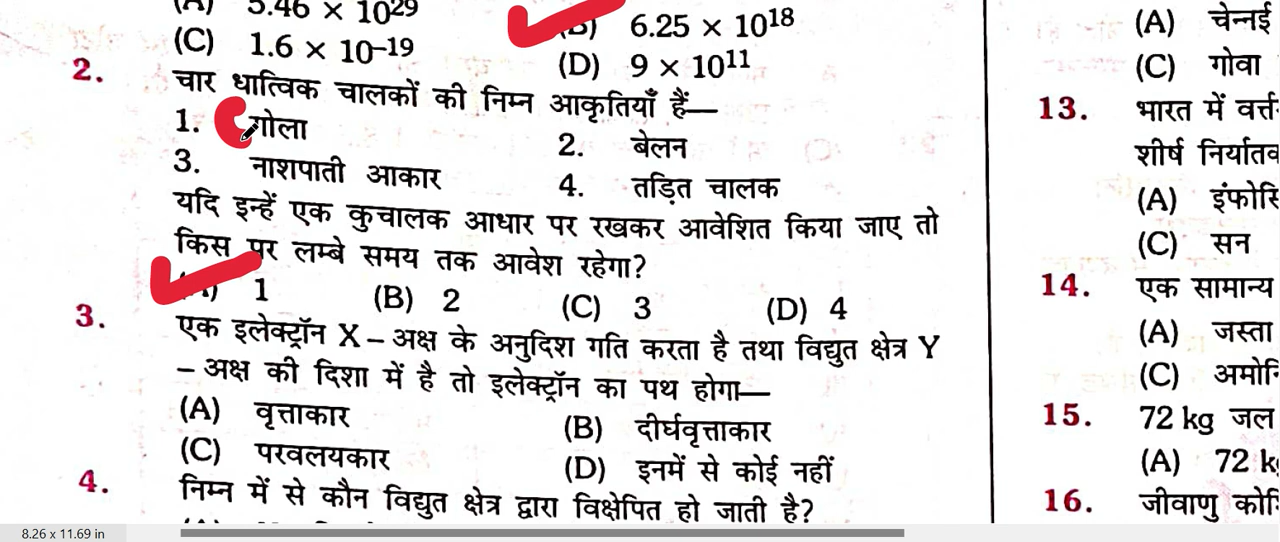 (A) 5.46 × 10²⁹
(B) 6.25 × 10¹⁸
(C) 1.6 × 10⁻¹⁹
(D) 9 × 10¹¹
2. चार धात्विक चालकों की निम्न आकृतियाँ हैं—
1. गोला
2. बेलन
3. नाशपाती आकार
4. तड़ित चालक
यदि इन्हें एक कुचालक आधार पर रखकर आवेशित किया जाए तो
किस पर लम्बे समय तक आवेश रहेगा?
(A) 1 (B) 2 (C) 3 (D) 4
3. एक इलेक्ट्रॉन X – अक्ष के अनुदिश गति करता है तथा विद्युत क्षेत्र Y
– अक्ष की दिशा में है तो इलेक्ट्रॉन का पथ होगा—
(A) वृत्ताकार (B) दीर्घवृत्ताकार
(C) परवलयकार (D) इनमें से कोई नहीं
4. निम्न में से कौन विद्युत क्षेत्र द्वारा विक्षेपित हो जाती है?
(A) चेन्नई
(C) गोवा
13. भारत में
शीर्ष
(A)
(C) सन
14. एक सामान्य
(A) जस्ता
(C)
15. 72 kg जल
(A) 72
16. जीवाणु
8.26 x 11.69 in